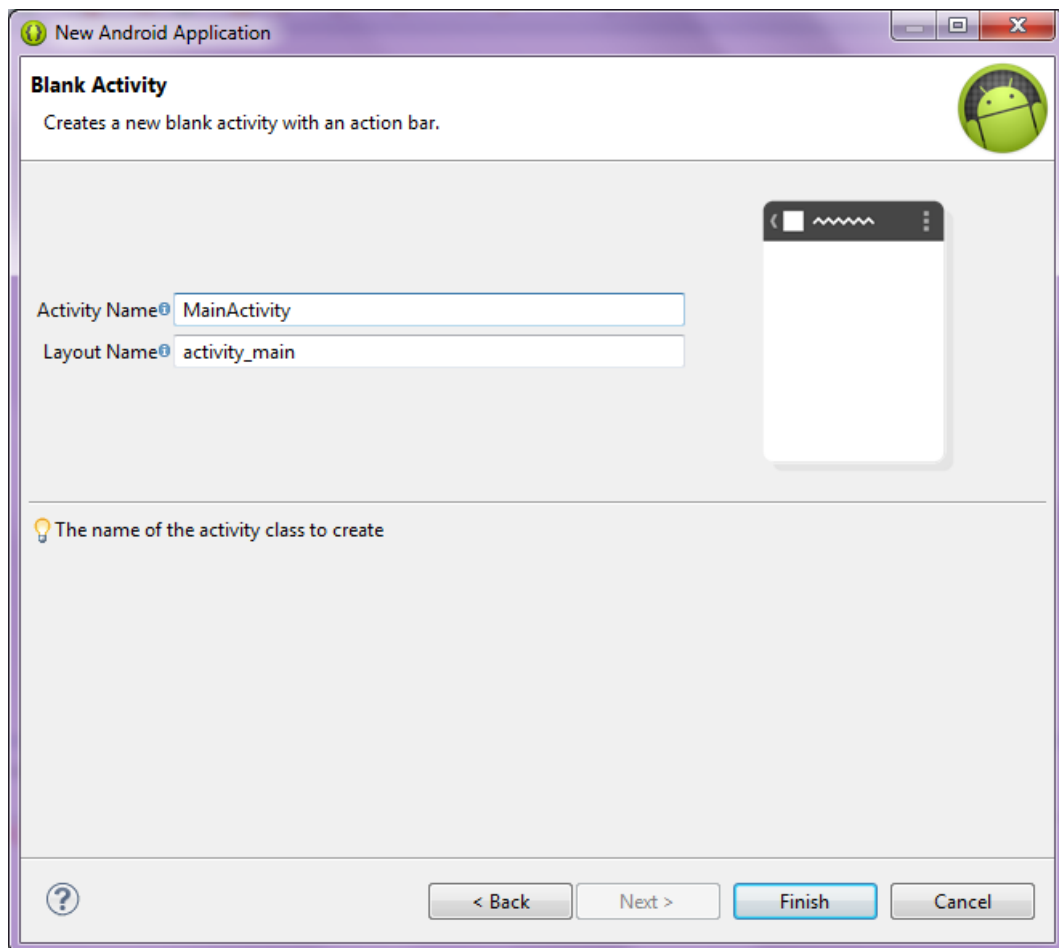 New Android Application
Blank Activity
Creates a new blank activity with an action bar.
Activity Name MainActivity
Layout Name activity_main
The name of the activity class to create
< Back Next > Finish Cancel